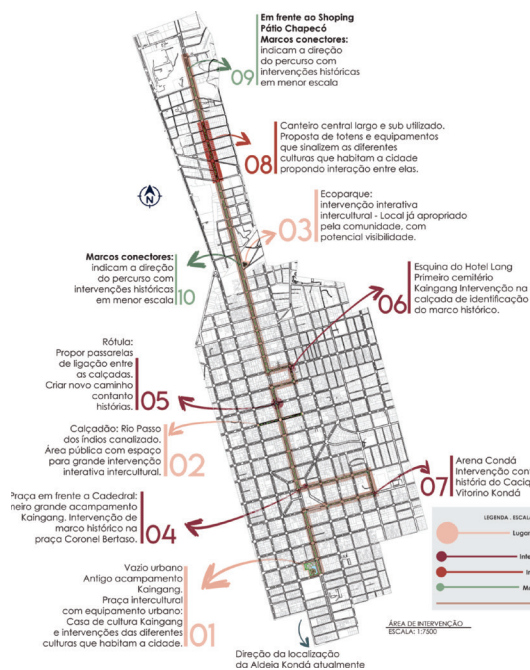 Em frente ao Shoping
Pátio Chapecó
Marcos conectores:
indicam a direção
do percurso com
intervenções históricas
em menor escala
09
Canteiro central largo e sub utilizado.
Proposta de totens e equipamentos
que sinalizem as diferentes
culturas que habitam a cidade
propondo interação entre elas.
08
N
Ecoparque:
intervenção interativa
intercultural - Local já apropriado
pela comunidade, com
potencial visibilidade.
03
Marcos conectores:
indicam a direção
do percurso com
intervenções históricas
em menor escala
10
Esquina do Hotel Lang
Primeiro cemitério
Kaingang Intervenção na
calçada de identificação
do marco histórico.
06
Rótula:
Propor passarelas
de ligação entre
as calçadas.
Criar novo caminho
contanto
histórias.
05
Calçadão: Rio Passo
dos índios canalizado.
Área pública com espaço
para grande intervenção
interativa intercultural.
02
Arena Condá
Intervenção con
história do Caciq
Vitorino Kondá
07
Praça em frente a Cadedral:
neiro grande acampamento
Kaingang. Intervenção de
marco histórico na
praça Coronel Bertaso.
04
LEGENDA . ESCALA
Lugar
Inte
In
Ma
Vazio urbano
Antigo acampamento
Kaingang.
Praça intercultural
com equipamento urbano:
Casa de cultura Kaingang
e intervenções das diferentes
culturas que habitam a cidade.
01
ÁREA DE INTERVENÇÃO
ESCALA: 1:7500
Direção da localização
da Aldeia Kondá atualmente